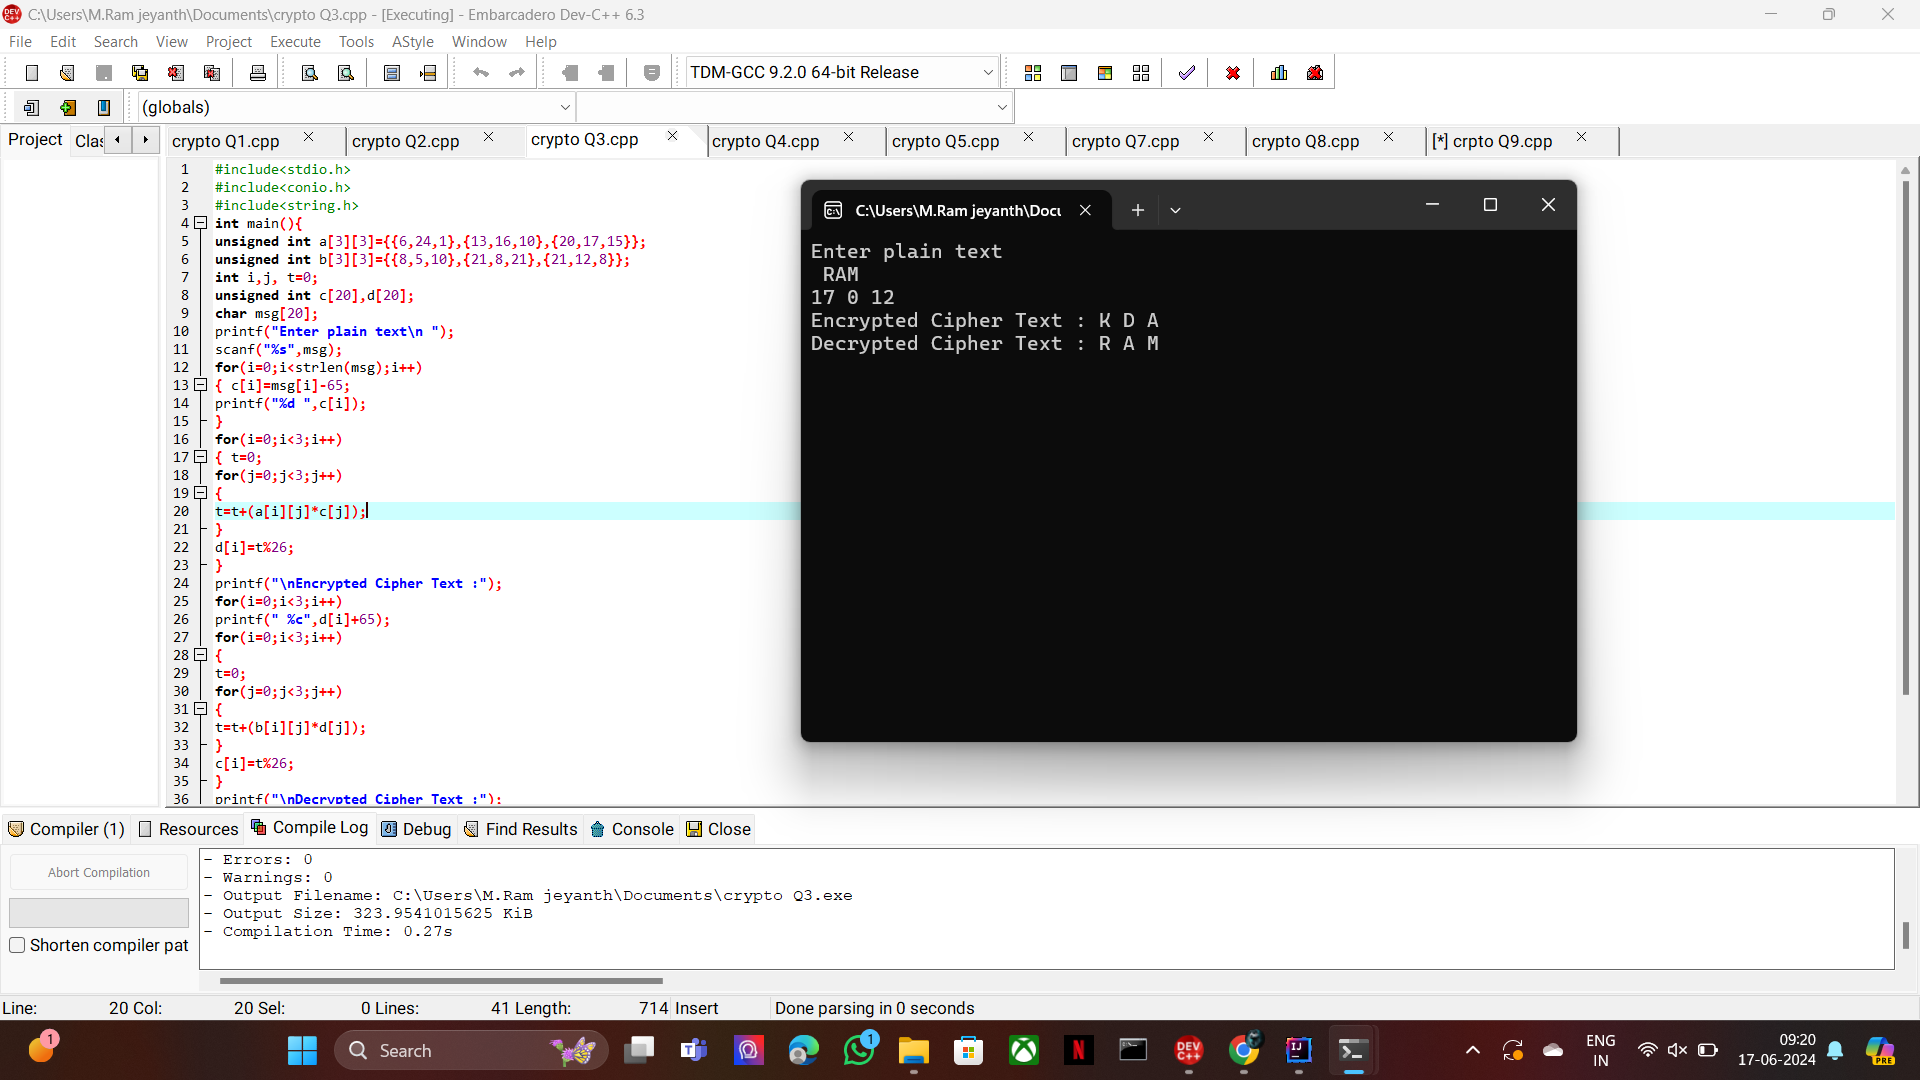 C:\Users\M.Ram jeyanth\Documents\crypto Q3.cpp - [Executing] - Embarcadero Dev-C++ 6.3
File Edit Search View Project Execute Tools AStyle Window Help
TDM-GCC 9.2.0 64-bit Release
(globals)
Project Clas crypto Q1.cpp crypto Q2.cpp crypto Q3.cpp crypto Q4.cpp crypto Q5.cpp crypto Q7.cpp crypto Q8.cpp [*] crpto Q9.cpp
1 #include<stdio.h>
2 #include<conio.h>
3 #include<string.h>
4 int main(){
5 unsigned int a[3][3]={{6,24,1},{13,16,10},{20,17,15}};
6 unsigned int b[3][3]={{8,5,10},{21,8,21},{21,12,8}};
7 int i,j, t=0;
8 unsigned int c[20],d[20];
9 char msg[20];
10 printf("Enter plain text\n ");
11 scanf("%s",msg);
12 for(i=0;i<strlen(msg);i++)
13 { c[i]=msg[i]-65;
14 printf("%d ",c[i]);
15 }
16 for(i=0;i<3;i++)
17 { t=0;
18 for(j=0;j<3;j++)
19 {
20 t=t+(a[i][j]*c[j]);
21 }
22 d[i]=t%26;
23 }
24 printf("\nEncrypted Cipher Text :");
25 for(i=0;i<3;i++)
26 printf(" %c",d[i]+65);
27 for(i=0;i<3;i++)
28 {
29 t=0;
30 for(j=0;j<3;j++)
31 {
32 t=t+(b[i][j]*d[j]);
33 }
34 c[i]=t%26;
35 }
36 printf("\nDecrypted Cipher Text :");
C:\Users\M.Ram jeyanth\Docu
Enter plain text
RAM
17 0 12
Encrypted Cipher Text : K D A
Decrypted Cipher Text : R A M
Compiler (1) Resources Compile Log Debug Find Results Console Close
Abort Compilation
Shorten compiler pat
- Errors: 0
- Warnings: 0
- Output Filename: C:\Users\M.Ram jeyanth\Documents\crypto Q3.exe
- Output Size: 323.9541015625 KiB
- Compilation Time: 0.27s
Line: 20 Col: 20 Sel: 0 Lines: 41 Length: 714 Insert Done parsing in 0 seconds
1 Search 1 DEV C++ IJ ENG IN 09:20 17-06-2024 PRE